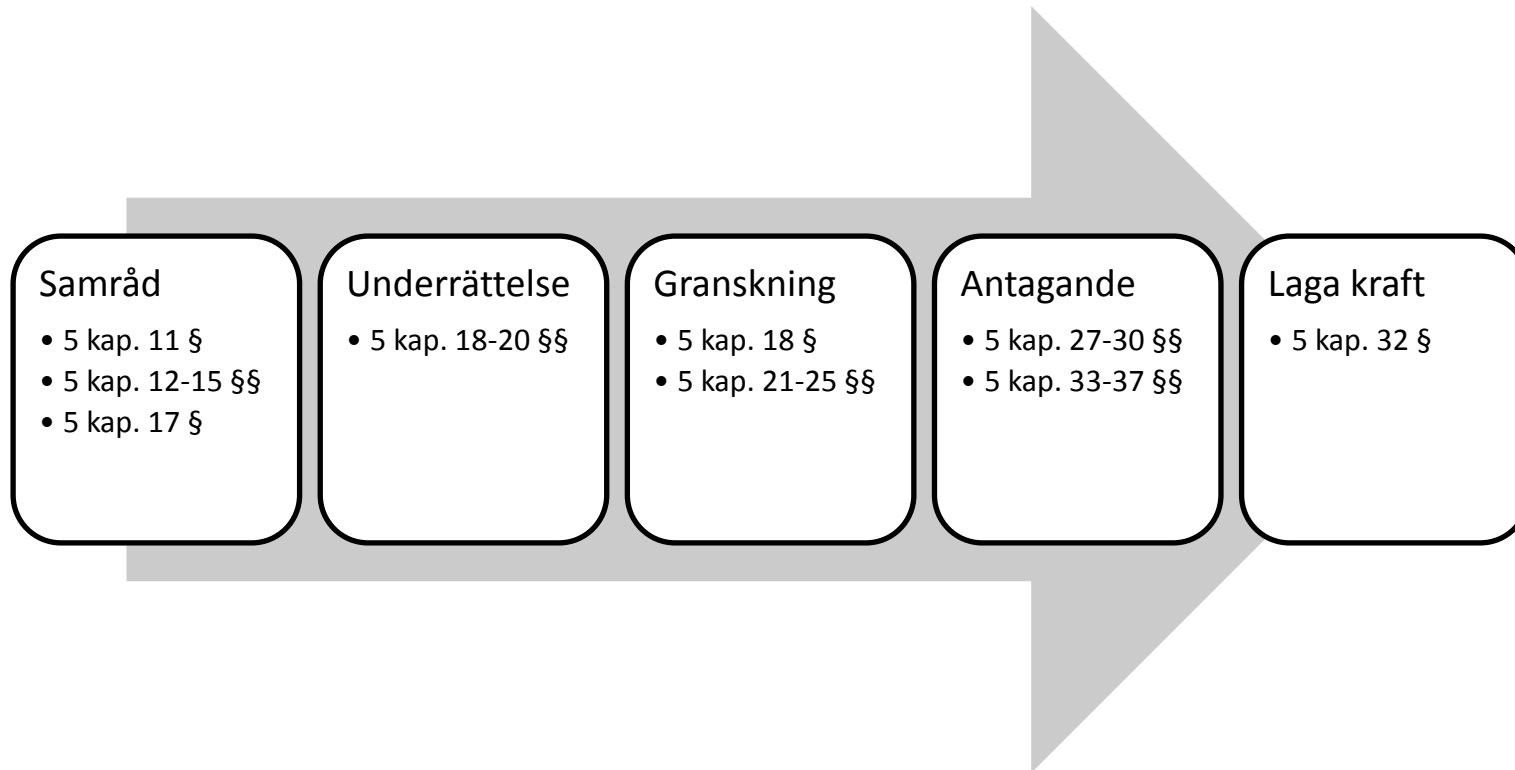 Samråd
• 5 kap. 11 §
• 5 kap. 12-15 §§
• 5 kap. 17 §
Underrättelse
• 5 kap. 18-20 §§
Granskning
• 5 kap. 18 §
• 5 kap. 21-25 §§
Antagande
• 5 kap. 27-30 §§
• 5 kap. 33-37 §§
Laga kraft
• 5 kap. 32 §